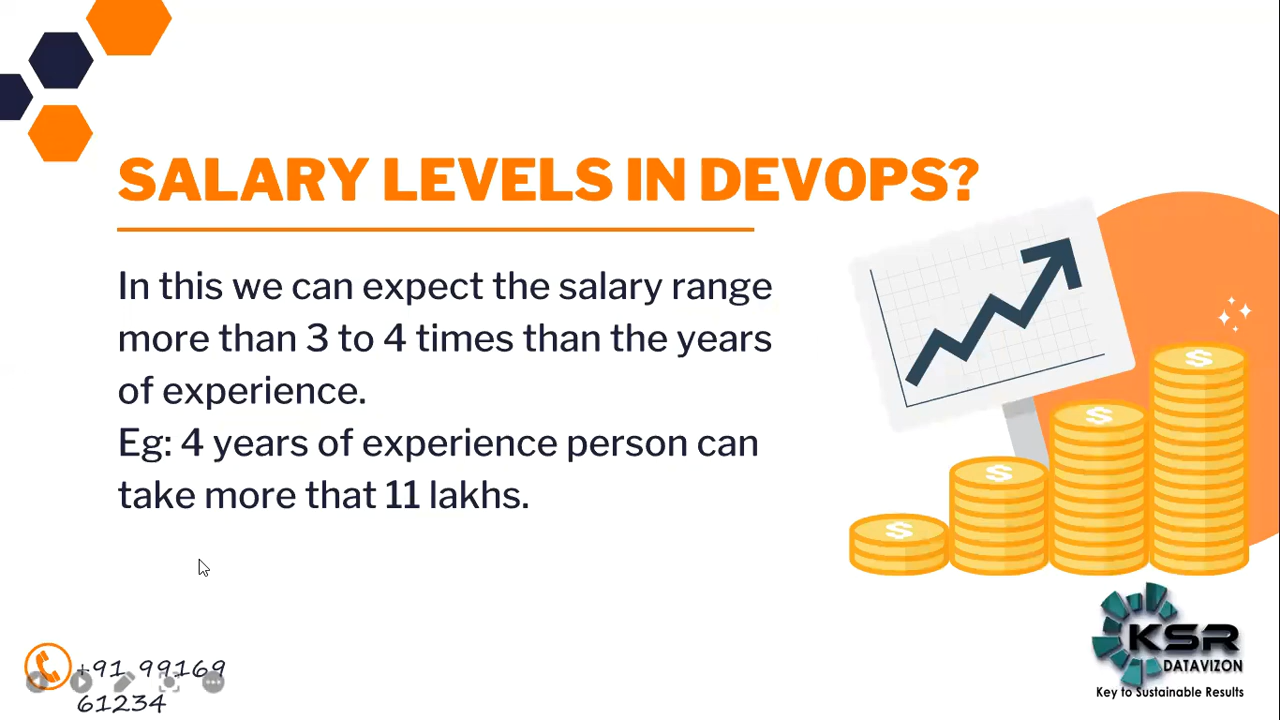 SALARY LEVELS IN DEVOPS?
In this we can expect the salary range
more than 3 to 4 times than the years
of experience.
Eg: 4 years of experience person can
take more that 11 lakhs.
$
$
$
$
KSR
DATAVIZON
Key to Sustainable Results
+91 99169
61234